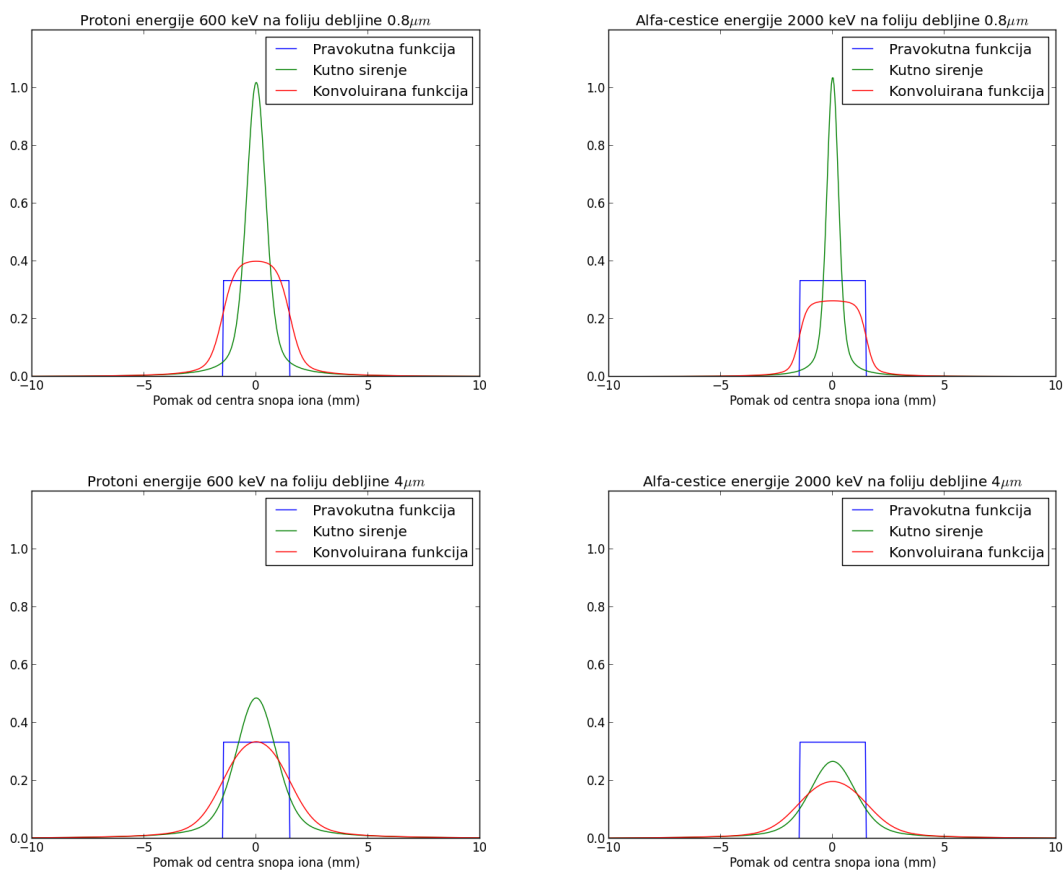 Protoni energije 600 keV na foliju debljine 0.8μm
Pravokutna funkcija
Kutno sirenje
Konvoluirana funkcija
1.0
0.8
0.6
0.4
0.2
0.0
−10
−5
0
5
10
Pomak od centra snopa iona (mm)
Alfa-cestice energije 2000 keV na foliju debljine 0.8μm
Pravokutna funkcija
Kutno sirenje
Konvoluirana funkcija
1.0
0.8
0.6
0.4
0.2
0.0
−10
−5
0
5
10
Pomak od centra snopa iona (mm)
Protoni energije 600 keV na foliju debljine 4μm
Pravokutna funkcija
Kutno sirenje
Konvoluirana funkcija
1.0
0.8
0.6
0.4
0.2
0.0
−10
−5
0
5
10
Pomak od centra snopa iona (mm)
Alfa-cestice energije 2000 keV na foliju debljine 4μm
Pravokutna funkcija
Kutno sirenje
Konvoluirana funkcija
1.0
0.8
0.6
0.4
0.2
0.0
−10
−5
0
5
10
Pomak od centra snopa iona (mm)